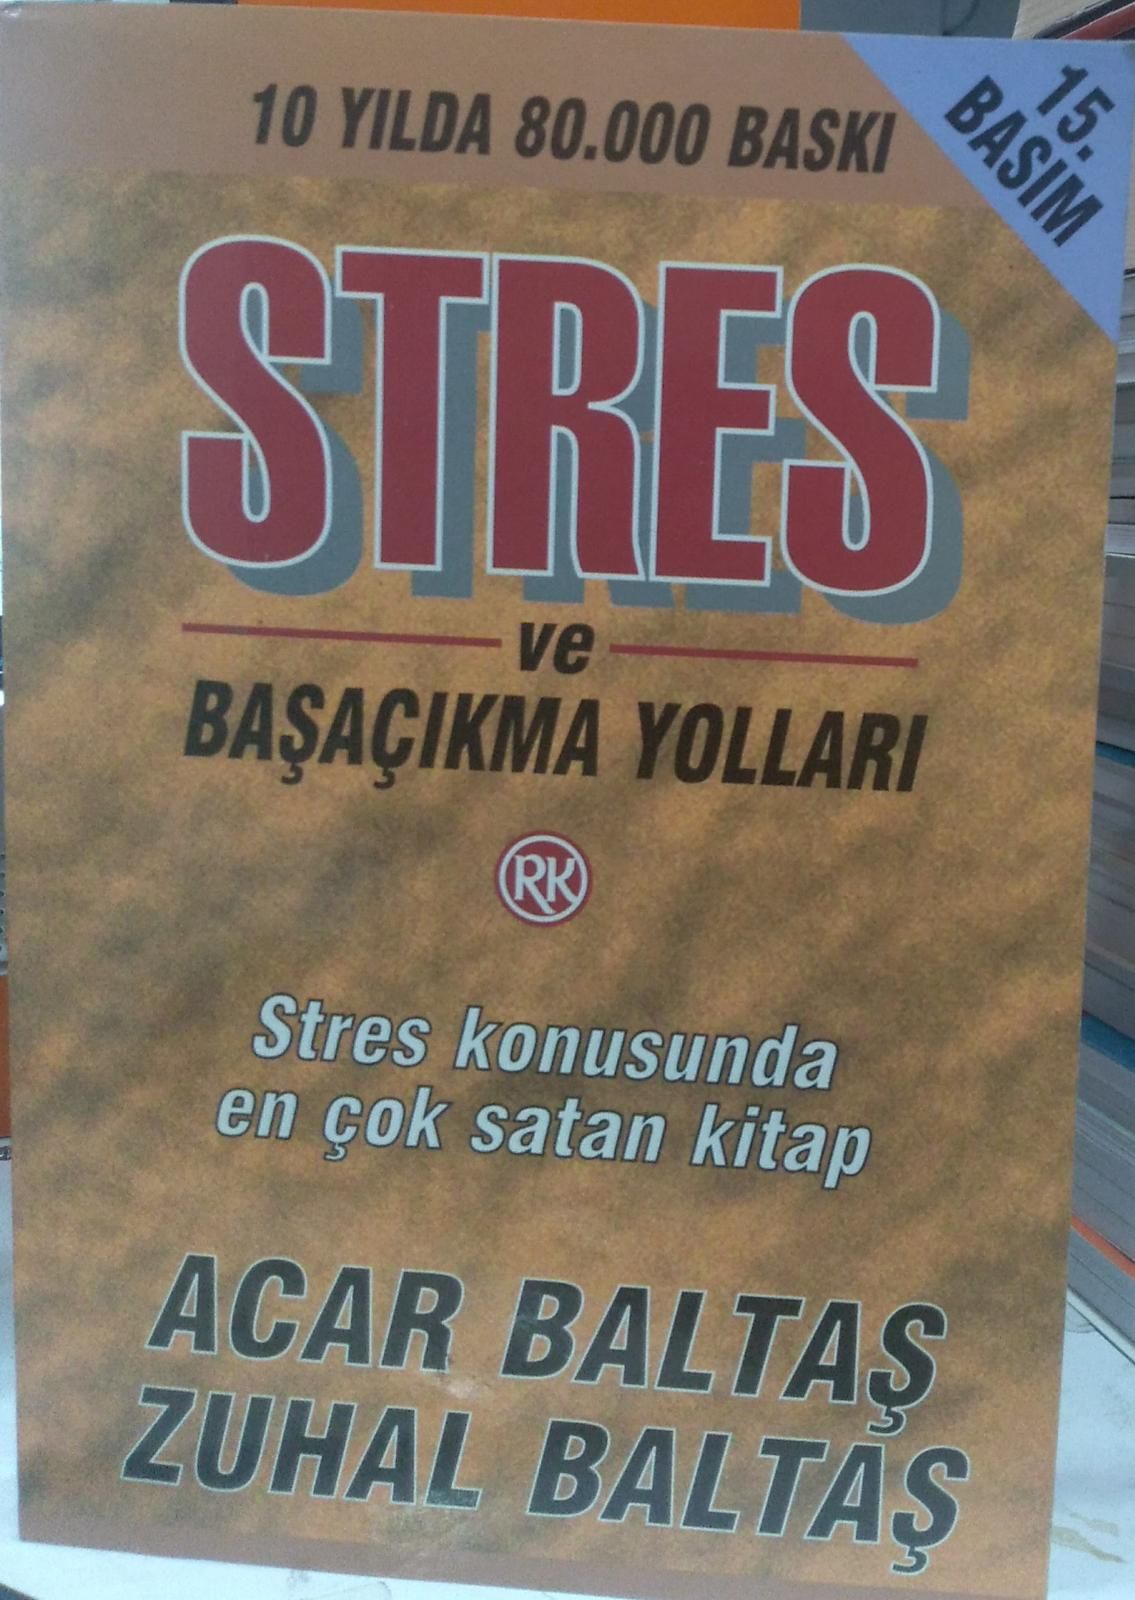 10 YILDA 80.000 BASKI
15.
BASIM
STRES
ve
BAŞAÇIKMA YOLLARI
RK
Stres konusunda
en çok satan kitap
ACAR BALTAŞ
ZUHAL BALTAŞ